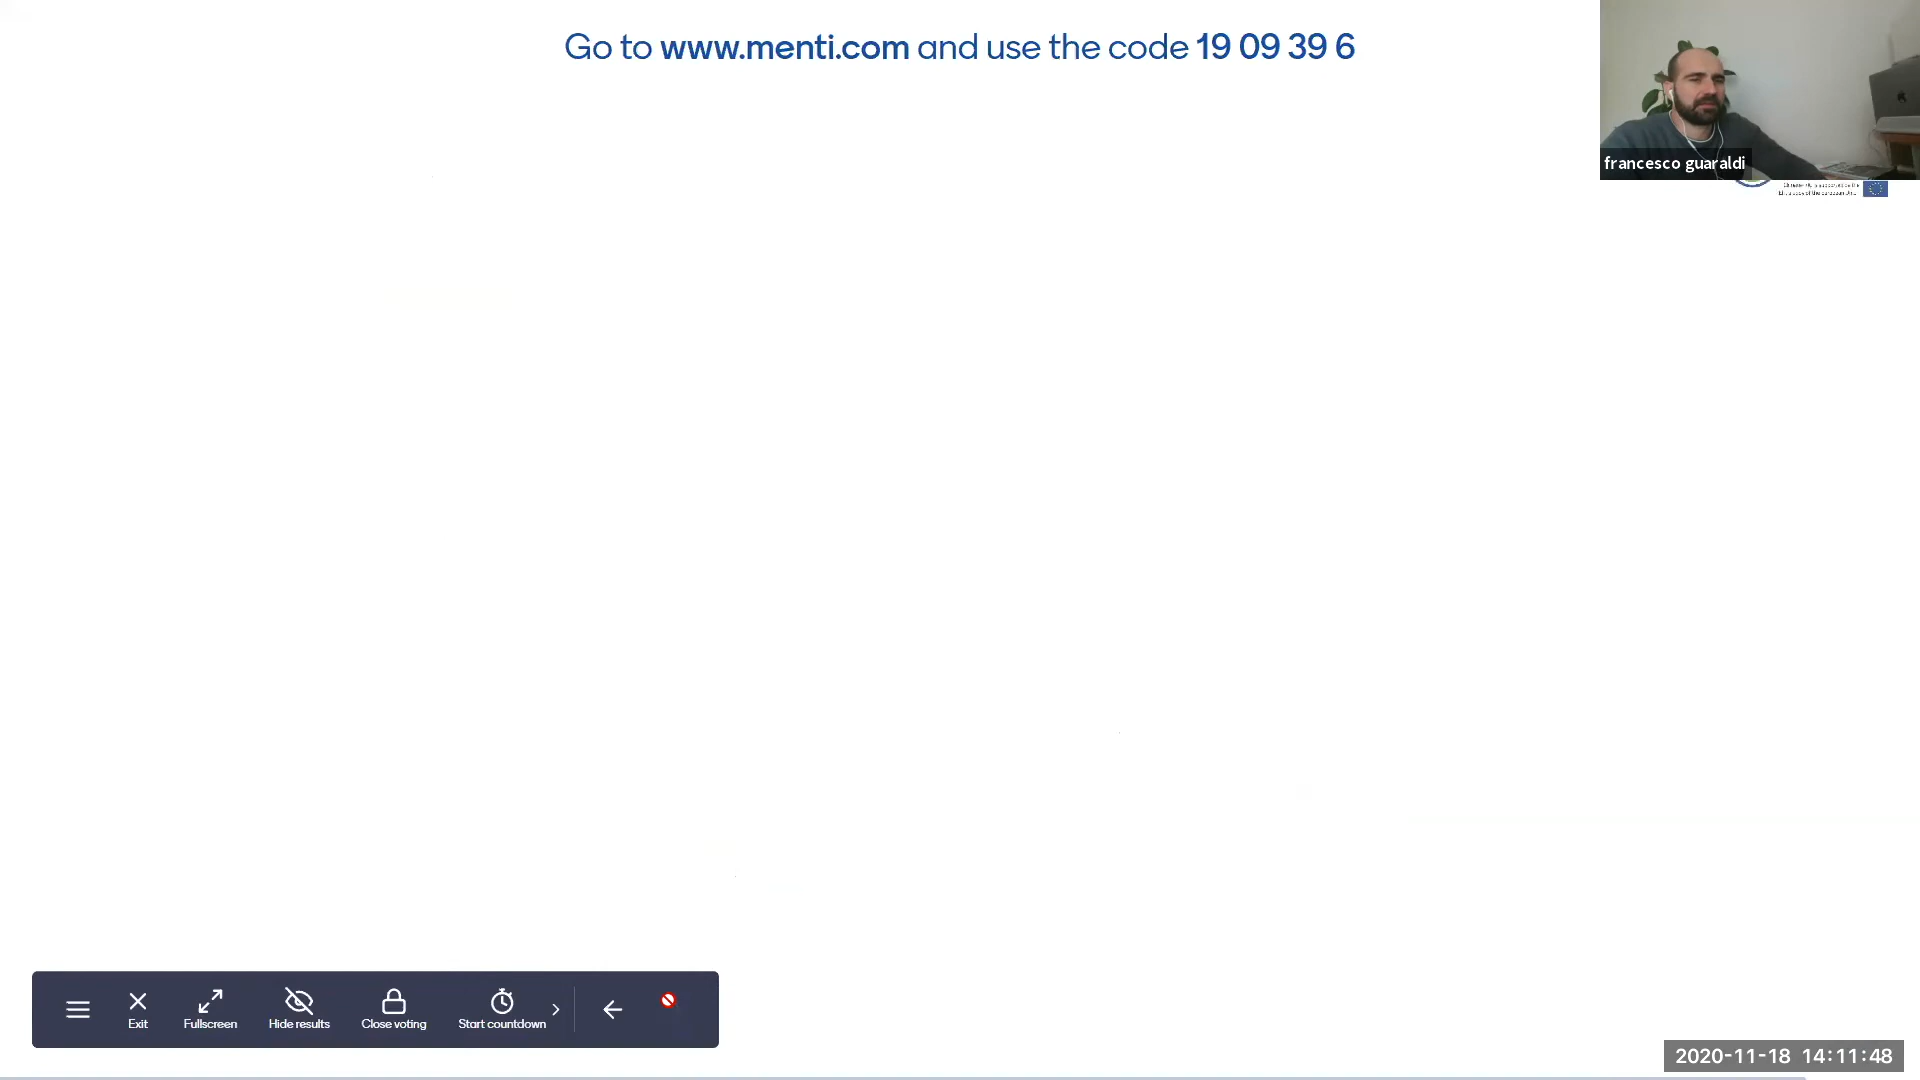 Go to www.menti.com and use the code 19 09 39 6
francesco guaraldi
Exit
Fullscreen
Hide results
Close voting
Start countdown
2020-11-18 14:11:48